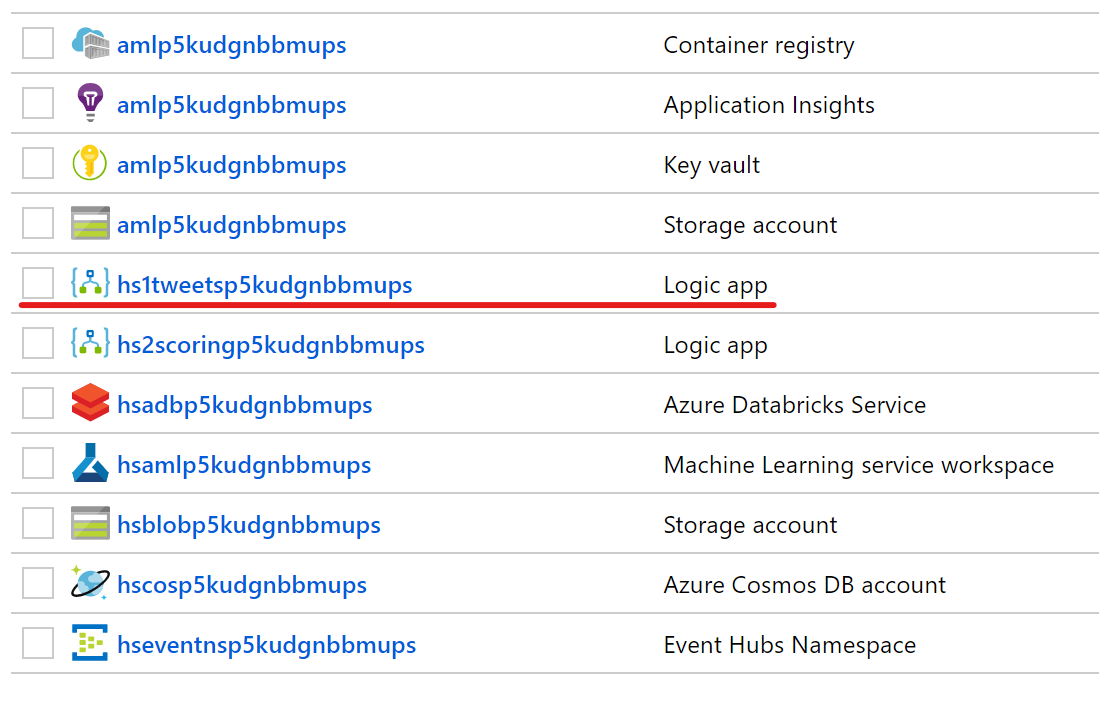 amlp5kudgnbbmups Container registry
amlp5kudgnbbmups Application Insights
amlp5kudgnbbmups Key vault
amlp5kudgnbbmups Storage account
hs1tweetsp5kudgnbbmups Logic app
hs2scoringp5kudgnbbmups Logic app
hsadbp5kudgnbbmups Azure Databricks Service
hsamlp5kudgnbbmups Machine Learning service workspace
hsblobp5kudgnbbmups Storage account
hscosp5kudgnbbmups Azure Cosmos DB account
hseventnsp5kudgnbbmups Event Hubs Namespace